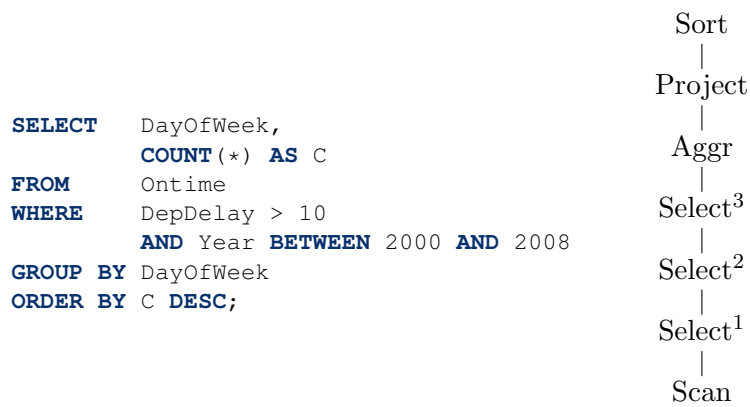 SELECT DayOfWeek,
COUNT(*) AS C
FROM Ontime
WHERE DepDelay > 10
AND Year BETWEEN 2000 AND 2008
GROUP BY DayOfWeek
ORDER BY C DESC;
Sort
Project
Aggr
Select³
Select²
Select¹
Scan